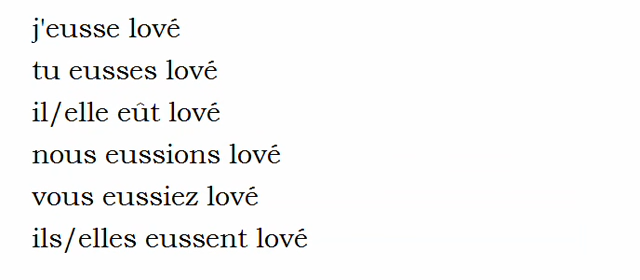 j'eusse lové
tu eusses lové
il/elle eût lové
nous eussions lové
vous eussiez lové
ils/elles eussent lové